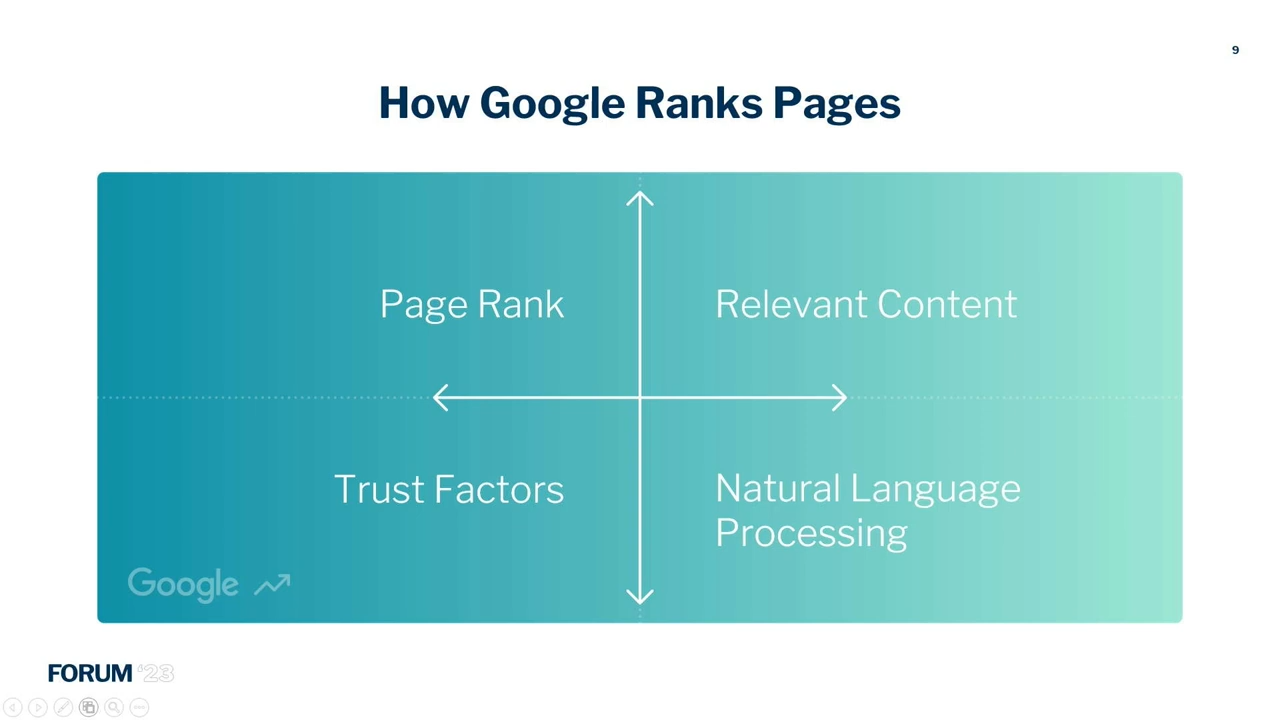 9
How Google Ranks Pages
Page Rank
Relevant Content
Trust Factors
Natural Language
Processing
Google
FORUM '23